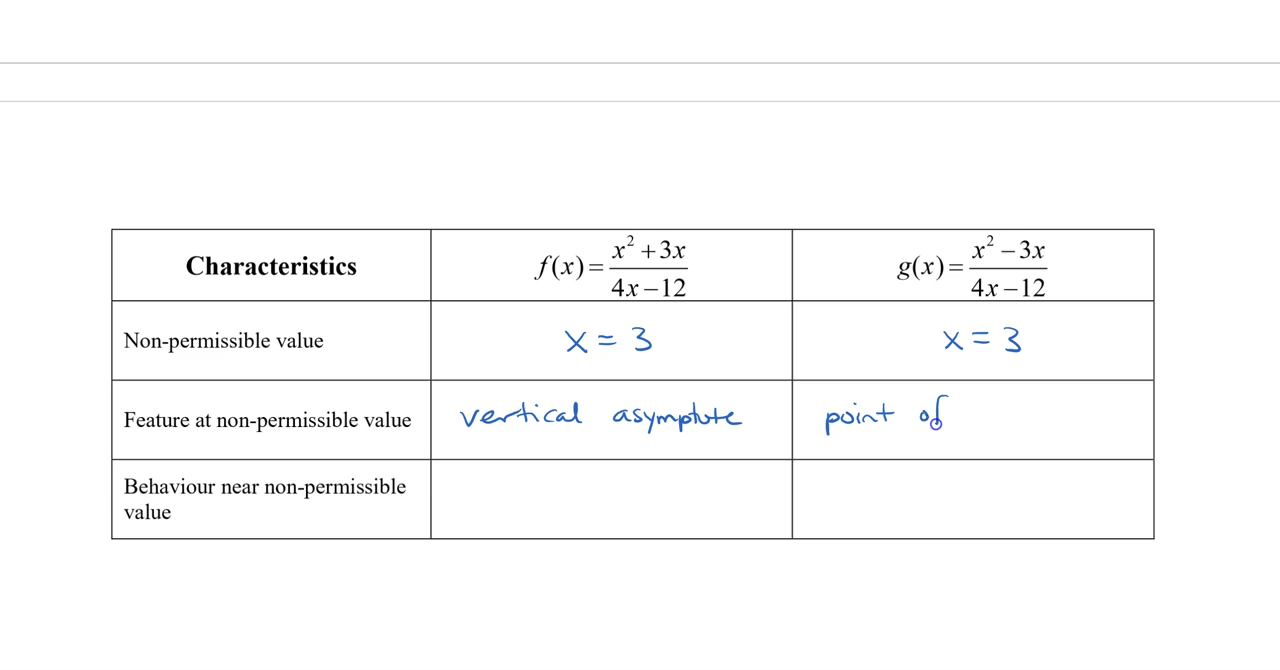 Characteristics f(x)=(x²+3x)/(4x−12) g(x)=(x²−3x)/(4x−12)
Non-permissible value x = 3 x = 3
Feature at non-permissible value vertical asymptote point of
Behaviour near non-permissible
value